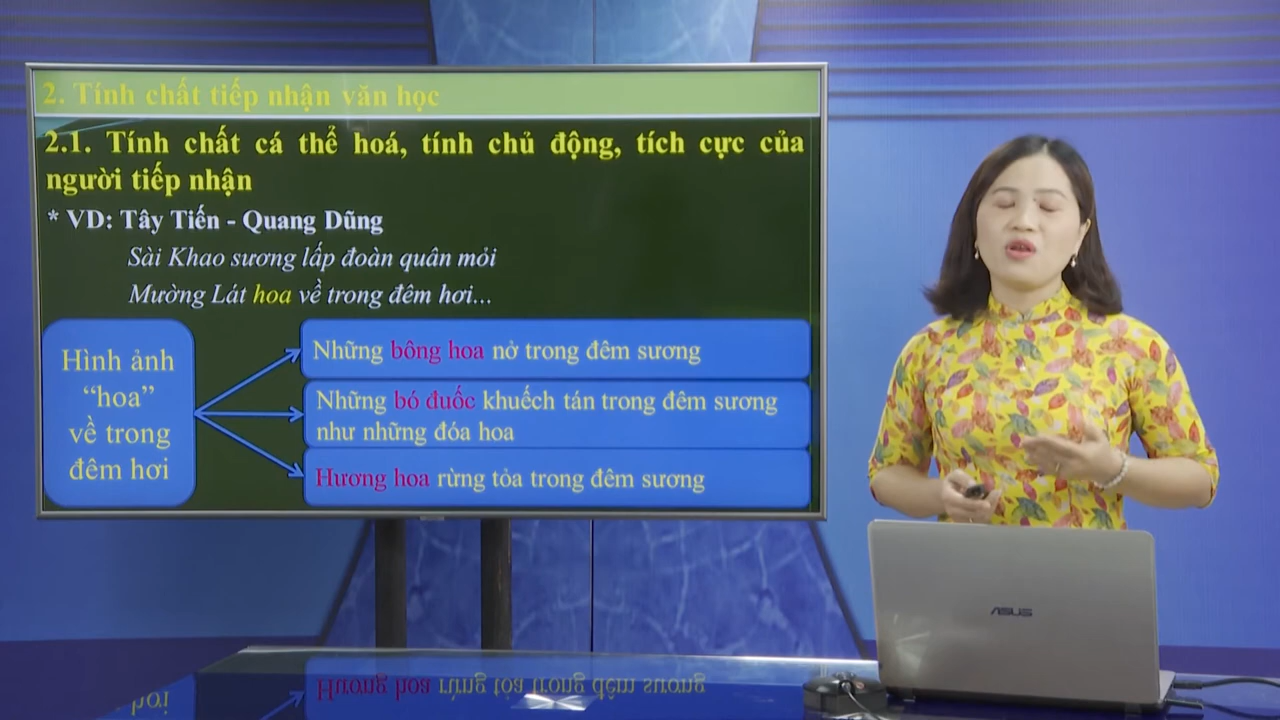 2. Tính chất tiếp nhận văn học
2.1. Tính chất cá thể hoá, tính chủ động, tích cực của
người tiếp nhận
* VD: Tây Tiến - Quang Dũng
Sài Khao sương lấp đoàn quân mỏi
Mường Lát hoa về trong đêm hơi...
Hình ảnh
“hoa”
về trong
đêm hơi
Những bông hoa nở trong đêm sương
Những bó đuốc khuếch tán trong đêm sương
như những đóa hoa
Hương hoa rừng tỏa trong đêm sương
ASUS